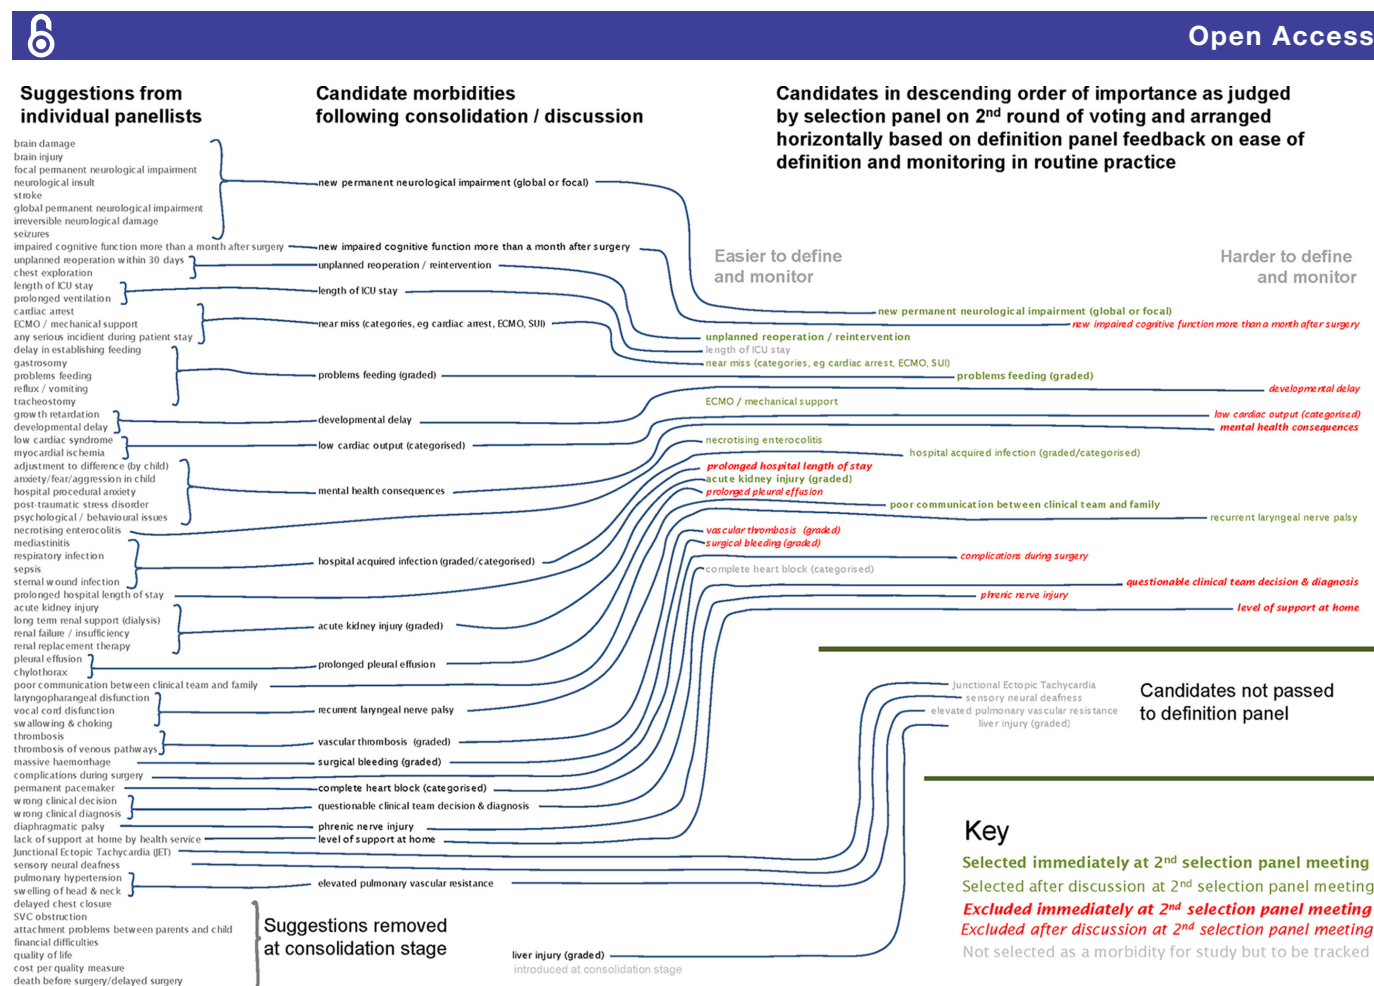 Open Access
Suggestions from
individual panellists
Candidate morbidities
following consolidation / discussion
Candidates in descending order of importance as judged
by selection panel on 2nd round of voting and arranged
horizontally based on definition panel feedback on ease of
definition and monitoring in routine practice
brain damage
brain injury
focal permanent neurological impairment
neurological insult
stroke
global permanent neurological impairment
irreversible neurological damage
seizures
impaired cognitive function more than a month after surgery
unplanned reoperation within 30 days
chest exploration
length of ICU stay
prolonged ventilation
cardiac arrest
ECMO / mechanical support
any serious incident during patient stay
delay in establishing feeding
gastrosomy
problems feeding
reflux / vomiting
tracheostomy
growth retardation
developmental delay
low cardiac syndrome
myocardial ischemia
adjustment to difference (by child)
anxiety/fear/aggression in child
hospital procedural anxiety
post-traumatic stress disorder
psychological / behavioural issues
necrotising enterocolitis
mediastinitis
respiratory infection
sepsis
sternal wound infection
prolonged hospital length of stay
acute kidney injury
long term renal support (dialysis)
renal failure / insufficiency
renal replacement therapy
pleural effusion
chylothorax
poor communication between clinical team and family
laryngopharangeal disfunction
vocal cord disfunction
swallowing & choking
thrombosis
thrombosis of venous pathways
massive haemorrhage
complications during surgery
permanent pacemaker
wrong clinical decision
wrong clinical diagnosis
diaphragmatic palsy
lack of support at home by health service
Junctional Ectopic Tachycardia (JET)
sensory neural deafness
pulmonary hypertension
swelling of head & neck
delayed chest closure
SVC obstruction
attachment problems between parents and child
financial difficulties
quality of life
cost per quality measure
death before surgery/delayed surgery
Suggestions removed
at consolidation stage
new permanent neurological impairment (global or focal)
new impaired cognitive function more than a month after surgery
unplanned reoperation / reintervention
length of ICU stay
near miss (categories, eg cardiac arrest, ECMO, SUI)
problems feeding (graded)
developmental delay
low cardiac output (categorised)
mental health consequences
hospital acquired infection (graded/categorised)
acute kidney injury (graded)
prolonged pleural effusion
recurrent laryngeal nerve palsy
vascular thrombosis (graded)
surgical bleeding (graded)
complete heart block (categorised)
questionable clinical team decision & diagnosis
phrenic nerve injury
level of support at home
elevated pulmonary vascular resistance
liver injury (graded)
introduced at consolidation stage
Easier to define
and monitor
Harder to define
and monitor
new permanent neurological impairment (global or focal)
new impaired cognitive function more than a month after surgery
unplanned reoperation / reintervention
length of ICU stay
near miss (categories, eg cardiac arrest, ECMO, SUI)
problems feeding (graded)
developmental delay
ECMO / mechanical support
low cardiac output (categorised)
mental health consequences
necrotising enterocolitis
hospital acquired infection (graded/categorised)
prolonged hospital length of stay
acute kidney injury (graded)
prolonged pleural effusion
poor communication between clinical team and family
recurrent laryngeal nerve palsy
vascular thrombosis (graded)
surgical bleeding (graded)
complications during surgery
complete heart block (categorised)
questionable clinical team decision & diagnosis
phrenic nerve injury
level of support at home
Junctional Ectopic Tachycardia
sensory neural deafness
elevated pulmonary vascular resistance
liver injury (graded)
Candidates not passed
to definition panel
Key
Selected immediately at 2nd selection panel meeting
Selected after discussion at 2nd selection panel meeting
Excluded immediately at 2nd selection panel meeting
Excluded after discussion at 2nd selection panel meeting
Not selected as a morbidity for study but to be tracked